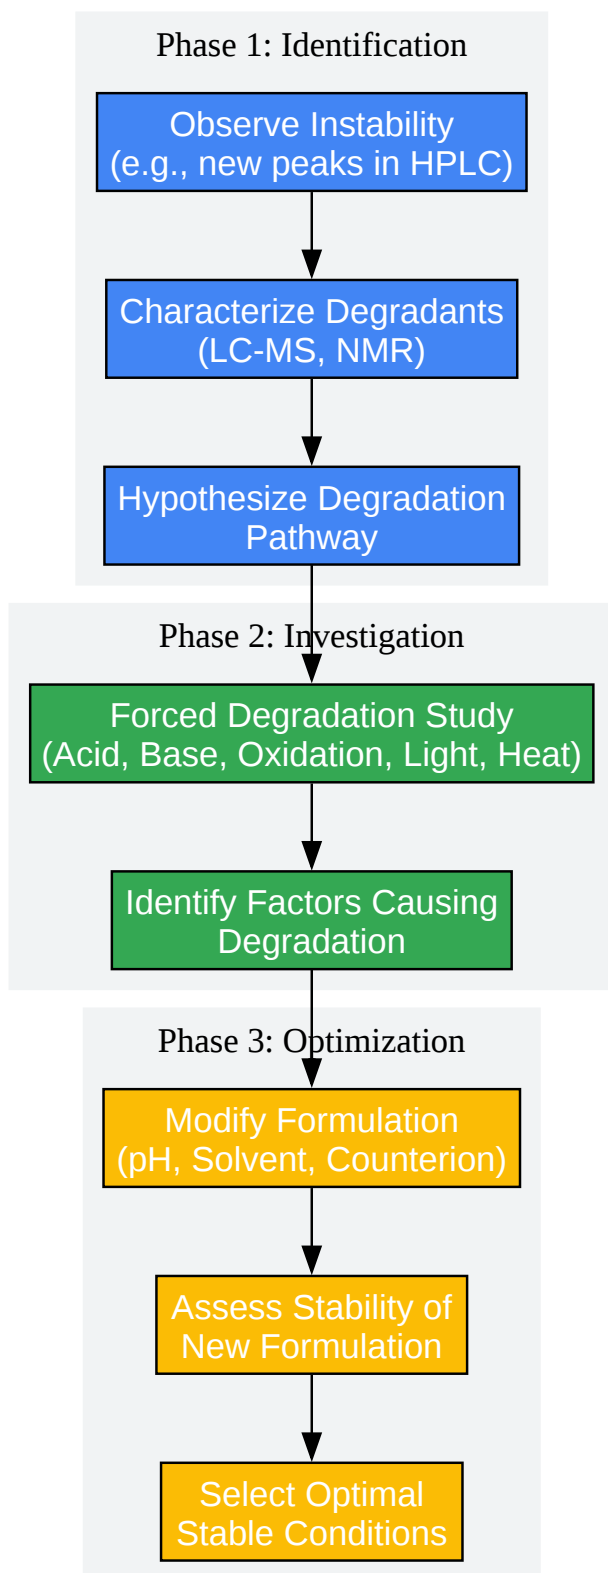 Phase 1: Identification
Observe Instability
(e.g., new peaks in HPLC)
Characterize Degradants
(LC-MS, NMR)
Hypothesize Degradation
Pathway
Phase 2: Investigation
Forced Degradation Study
(Acid, Base, Oxidation, Light, Heat)
Identify Factors Causing
Degradation
Phase 3: Optimization
Modify Formulation
(pH, Solvent, Counterion)
Assess Stability of
New Formulation
Select Optimal
Stable Conditions